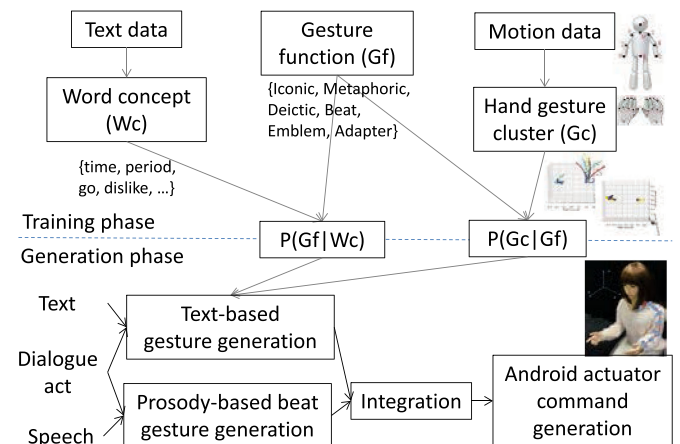 Text data
Gesture
function (Gf)
Motion data
Word concept
(Wc)
{Iconic, Metaphoric,
Deictic, Beat,
Emblem, Adapter}
Hand gesture
cluster (Gc)
{time, period,
go, dislike, ...}
Training phase
P(Gf|Wc)
P(Gc|Gf)
Generation phase
Text
Text-based
gesture generation
Dialogue
act
Prosody-based beat
gesture generation
Integration
Android actuator
command
generation
Speech